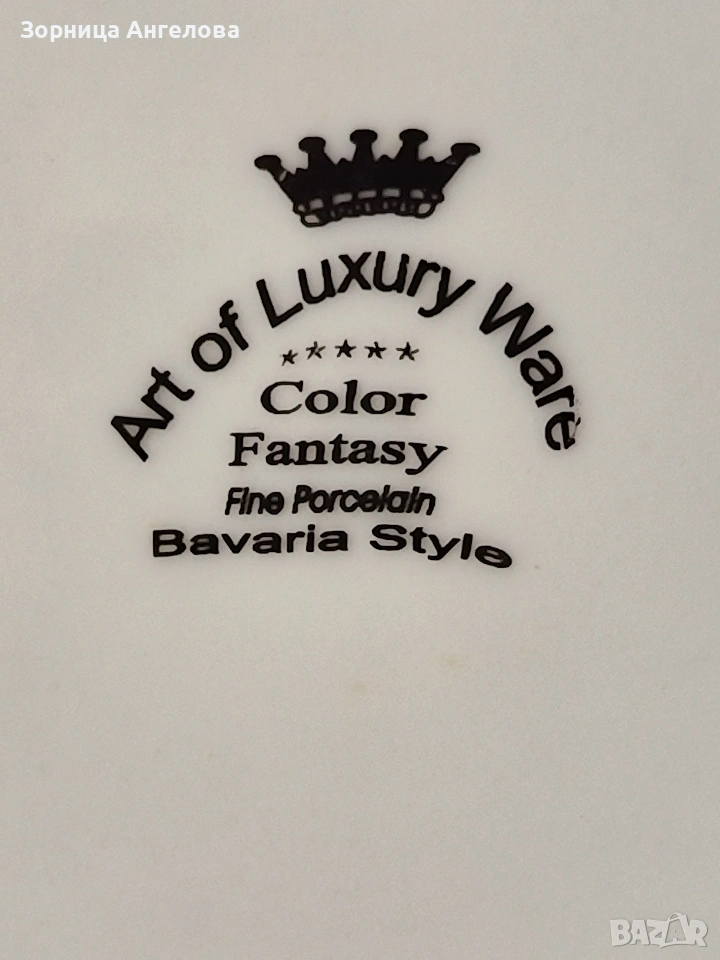 Зорница Ангелова
Art of Luxury Ware
Color
Fantasy
Fine Porcelain
Bavaria Style
BAZAR